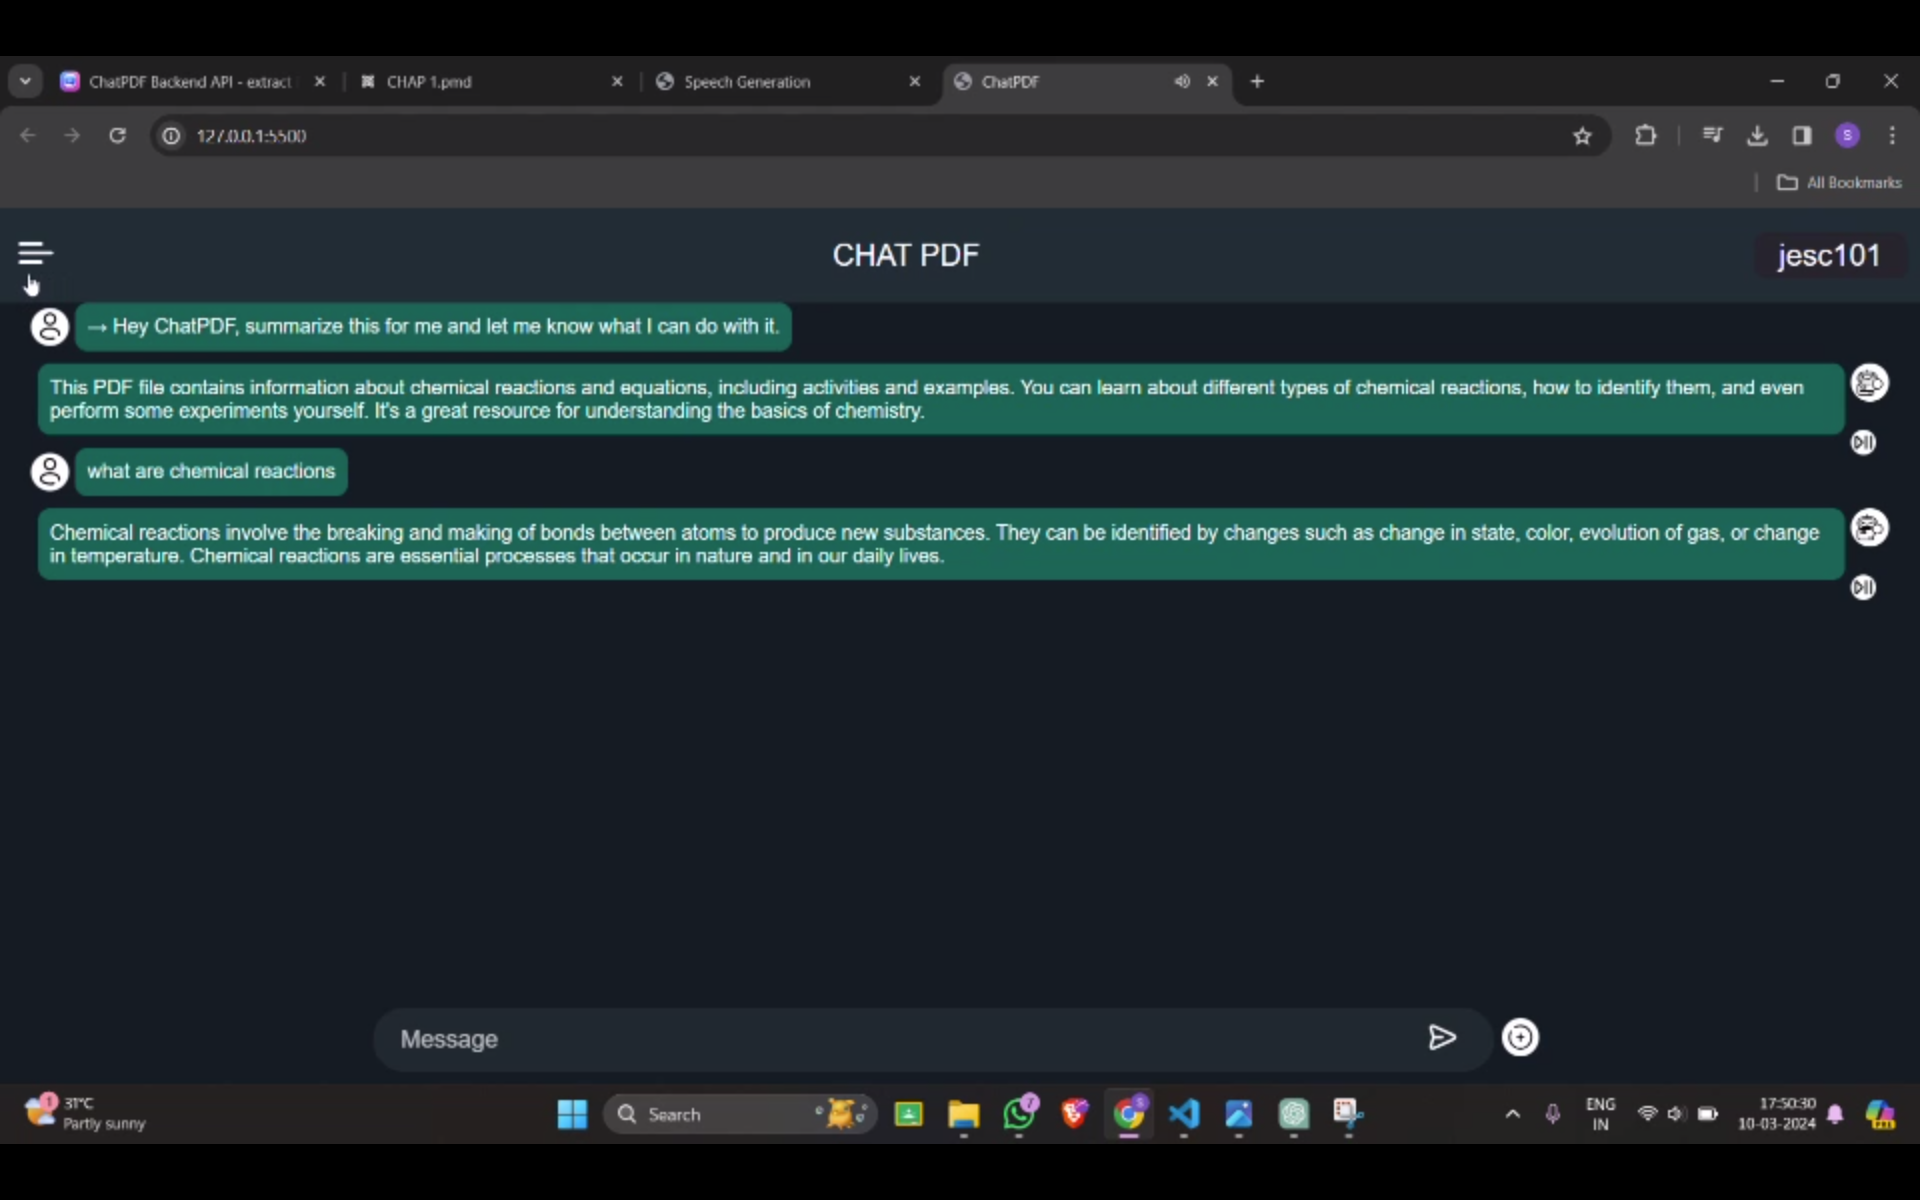 ChatPDF Backend API - extract
CHAP 1.pmd
Speech Generation
ChatPDF
127.0.0.1:5500
All Bookmarks
CHAT PDF
jesc101
→ Hey ChatPDF, summarize this for me and let me know what I can do with it.
This PDF file contains information about chemical reactions and equations, including activities and examples. You can learn about different types of chemical reactions, how to identify them, and even
perform some experiments yourself. It's a great resource for understanding the basics of chemistry.
what are chemical reactions
Chemical reactions involve the breaking and making of bonds between atoms to produce new substances. They can be identified by changes such as change in state, color, evolution of gas, or change
in temperature. Chemical reactions are essential processes that occur in nature and in our daily lives.
Message
1
31°C
Partly sunny
Search
7
S
ENG
IN
17:50:30
10-03-2024
PRE